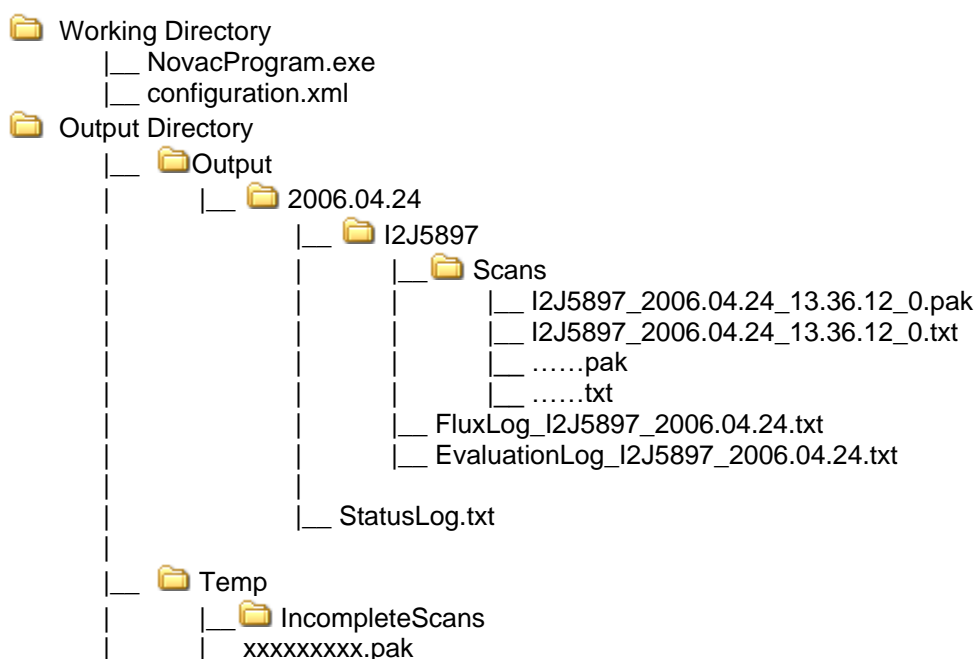 Working Directory
|__ NovacProgram.exe
|__ configuration.xml
Output Directory
|__ Output
| |__ 2006.04.24
| |__ I2J5897
| | |__ Scans
| | | |__ I2J5897_2006.04.24_13.36.12_0.pak
| | | |__ I2J5897_2006.04.24_13.36.12_0.txt
| | | |__ ……pak
| | | |__ ……txt
| | |__ FluxLog_I2J5897_2006.04.24.txt
| | |__ EvaluationLog_I2J5897_2006.04.24.txt
| |
| |__ StatusLog.txt
|
|__ Temp
| |__ IncompleteScans
| |__ xxxxxxxxx.pak